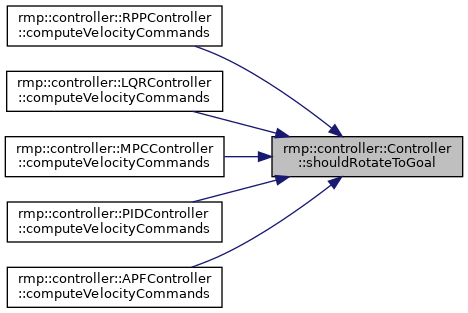 rmp::controller::RPPController
::computeVelocityCommands
rmp::controller::LQRController
::computeVelocityCommands
rmp::controller::MPCController
::computeVelocityCommands
rmp::controller::Controller
::shouldRotateToGoal
rmp::controller::PIDController
::computeVelocityCommands
rmp::controller::APFController
::computeVelocityCommands